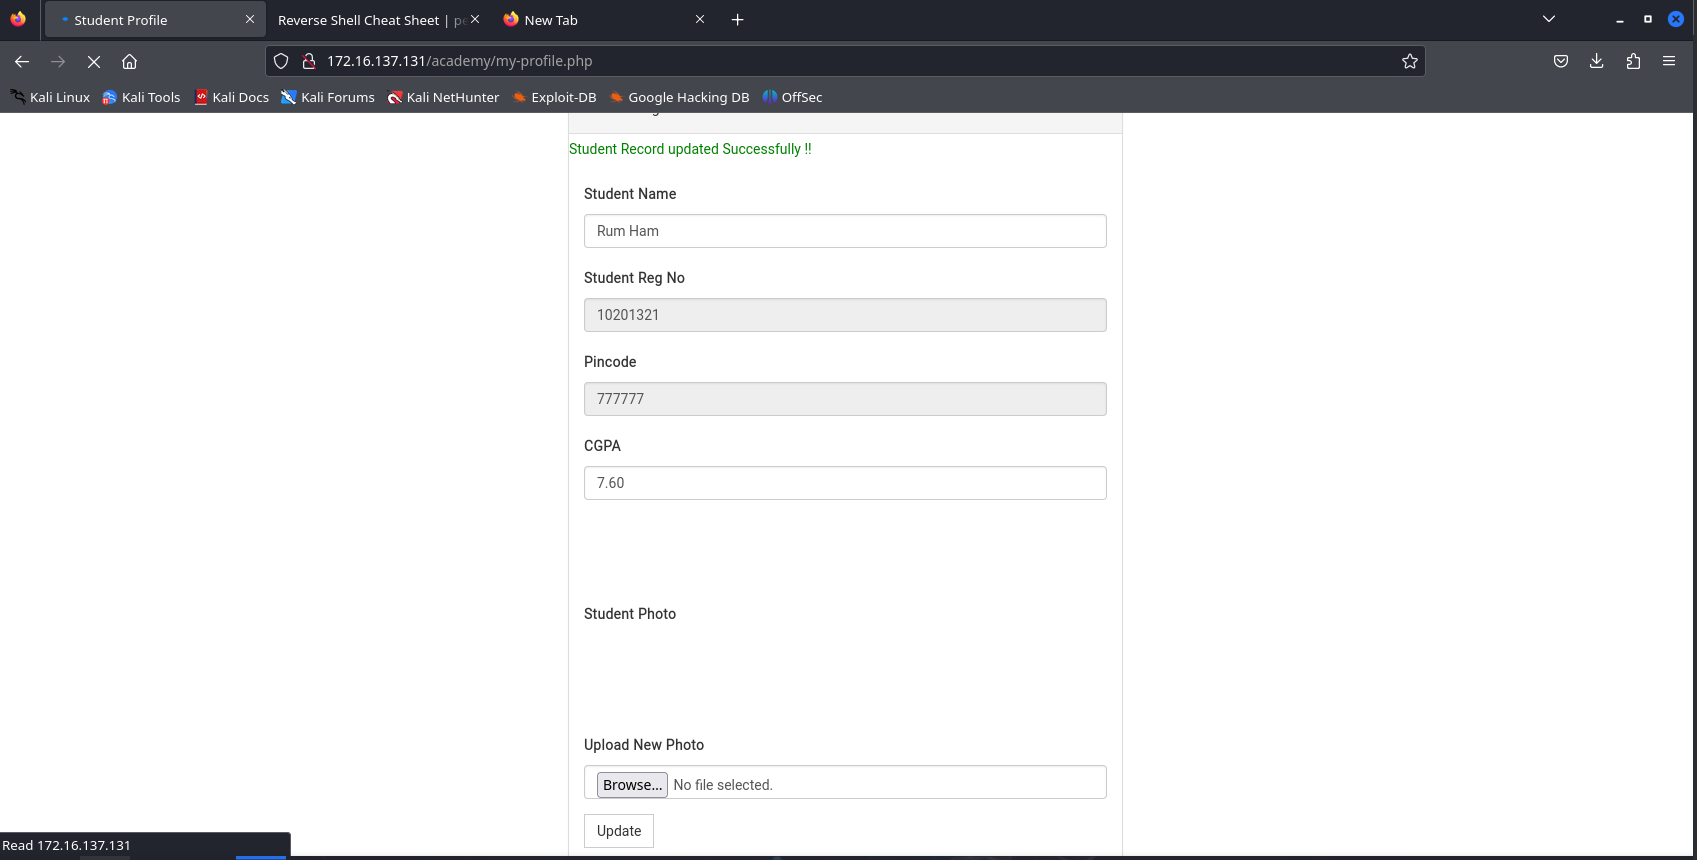 Student Profile
Reverse Shell Cheat Sheet | pe
New Tab
172.16.137.131/academy/my-profile.php
Kali Linux Kali Tools Kali Docs Kali Forums Kali NetHunter Exploit-DB Google Hacking DB OffSec
Student Record updated Successfully !!
Student Name
Rum Ham
Student Reg No
10201321
Pincode
777777
CGPA
7.60
Student Photo
Upload New Photo
Browse... No file selected.
Update
Read 172.16.137.131